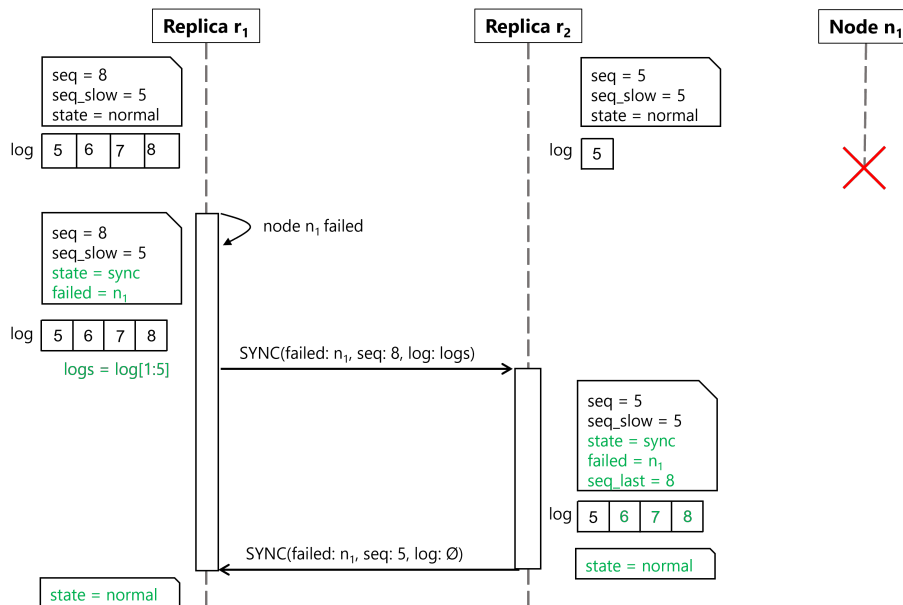 Replica r₁
Replica r₂
Node n₁
seq = 8
seq_slow = 5
state = normal
log 5 6 7 8
seq = 5
seq_slow = 5
state = normal
log 5
node n₁ failed
seq = 8
seq_slow = 5
state = sync
failed = n₁
log 5 6 7 8
logs = log[1:5]
SYNC(failed: n₁, seq: 8, log: logs)
seq = 5
seq_slow = 5
state = sync
failed = n₁
seq_last = 8
log 5 6 7 8
SYNC(failed: n₁, seq: 5, log: Ø)
state = normal
state = normal